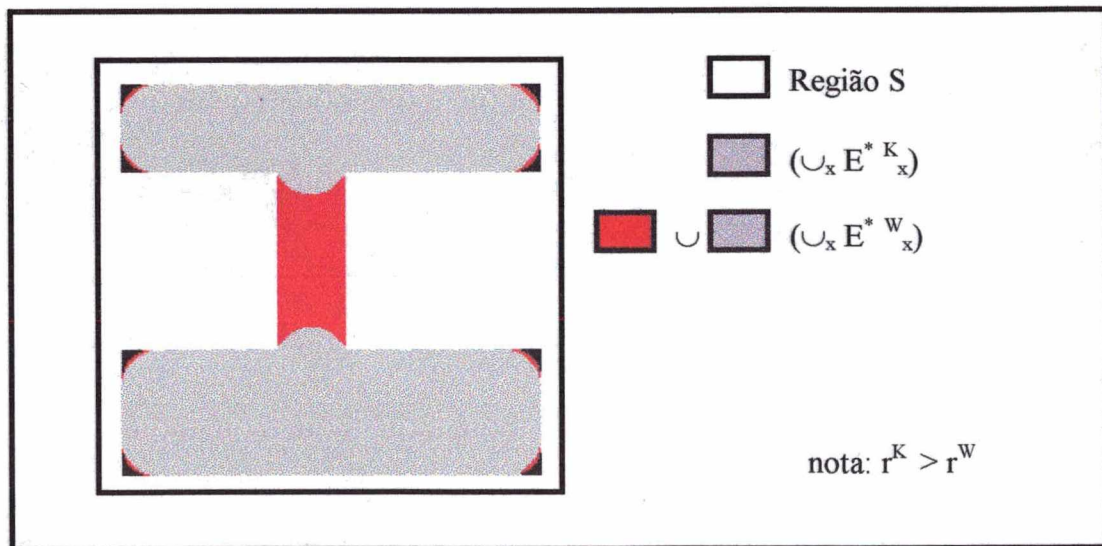 Região S
(∪ₓ E* ᴷₓ)
∪ (∪ₓ E* ᵂₓ)
nota: rᴷ > rᵂ